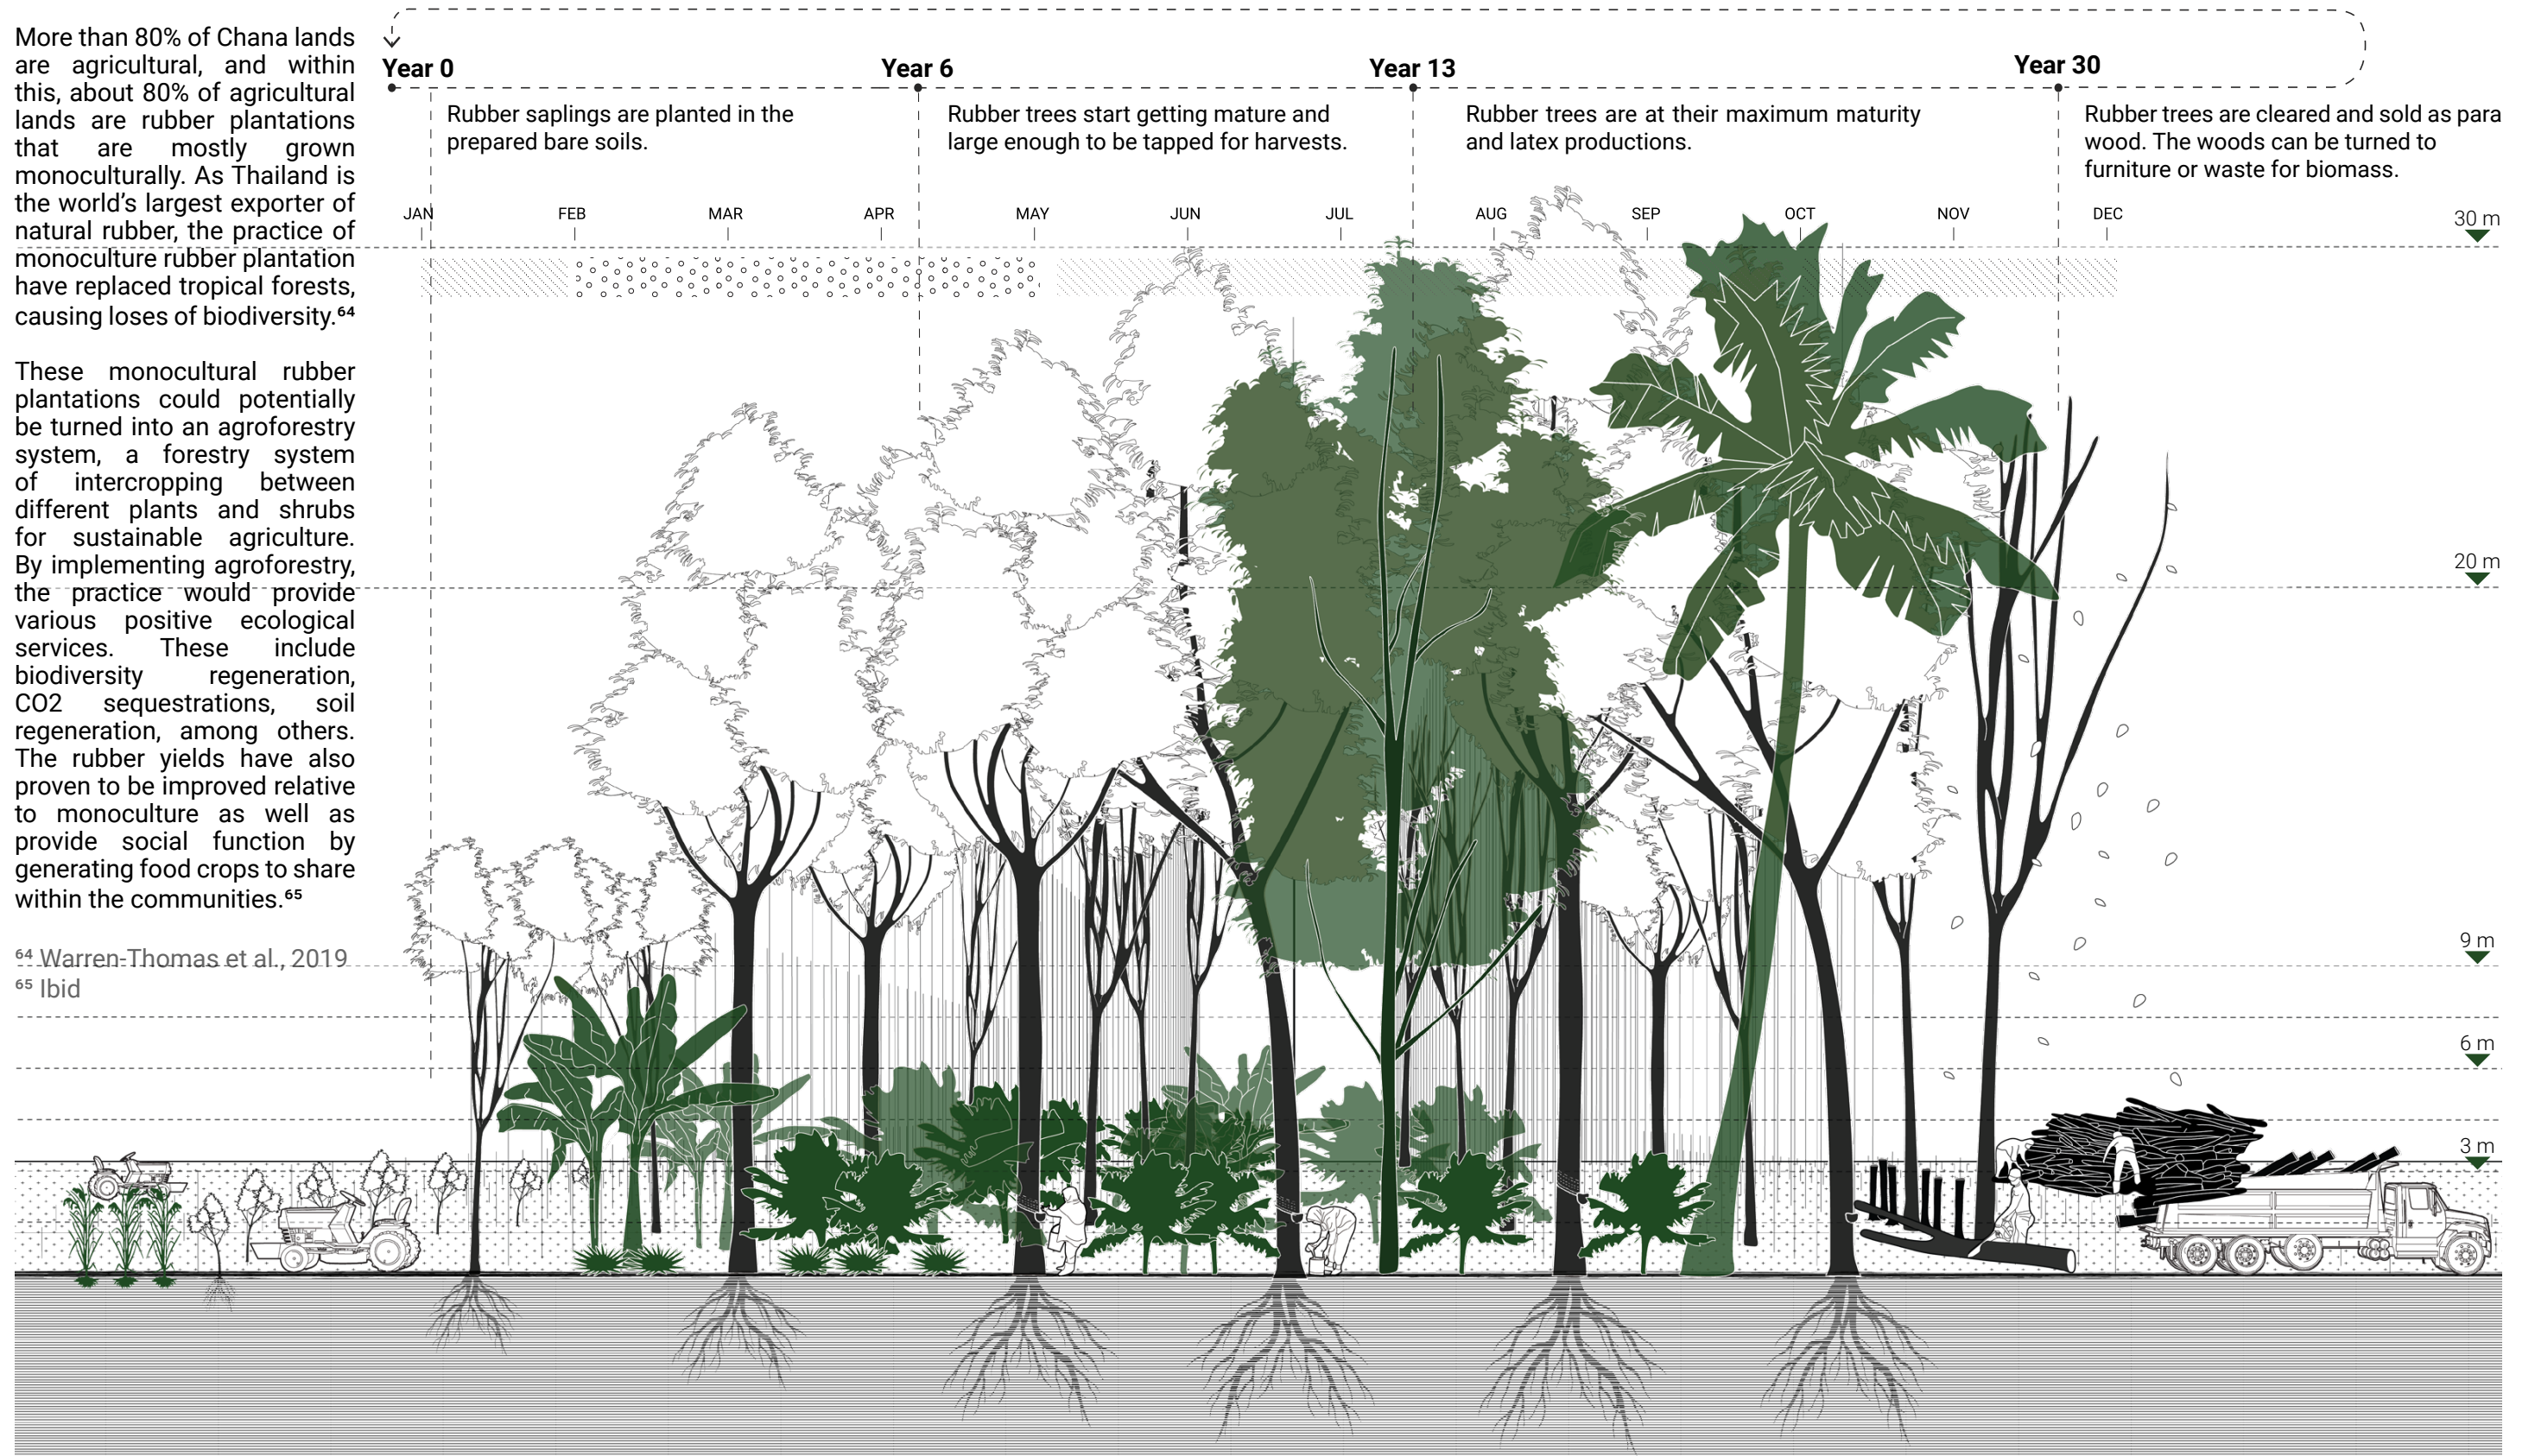 More than 80% of Chana lands
are agricultural, and within
this, about 80% of agricultural
lands are rubber plantations
that are mostly grown
monoculturally. As Thailand is
the world’s largest exporter of
natural rubber, the practice of
monoculture rubber plantation
have replaced tropical forests,
causing loses of biodiversity.⁶⁴
These monocultural rubber
plantations could potentially
be turned into an agroforestry
system, a forestry system
of intercropping between
different plants and shrubs
for sustainable agriculture.
By implementing agroforestry,
the practice would provide
various positive ecological
services. These include
biodiversity regeneration,
CO2 sequestrations, soil
regeneration, among others.
The rubber yields have also
proven to be improved relative
to monoculture as well as
provide social function by
generating food crops to share
within the communities.⁶⁵
⁶⁴ Warren-Thomas et al., 2019
⁶⁵ Ibid
Year 0
Rubber saplings are planted in the
prepared bare soils.
Year 6
Rubber trees start getting mature and
large enough to be tapped for harvests.
Year 13
Rubber trees are at their maximum maturity
and latex productions.
Year 30
Rubber trees are cleared and sold as para
wood. The woods can be turned to
furniture or waste for biomass.
JAN FEB MAR APR MAY JUN JUL AUG SEP OCT NOV DEC
30 m
20 m
9 m
6 m
3 m